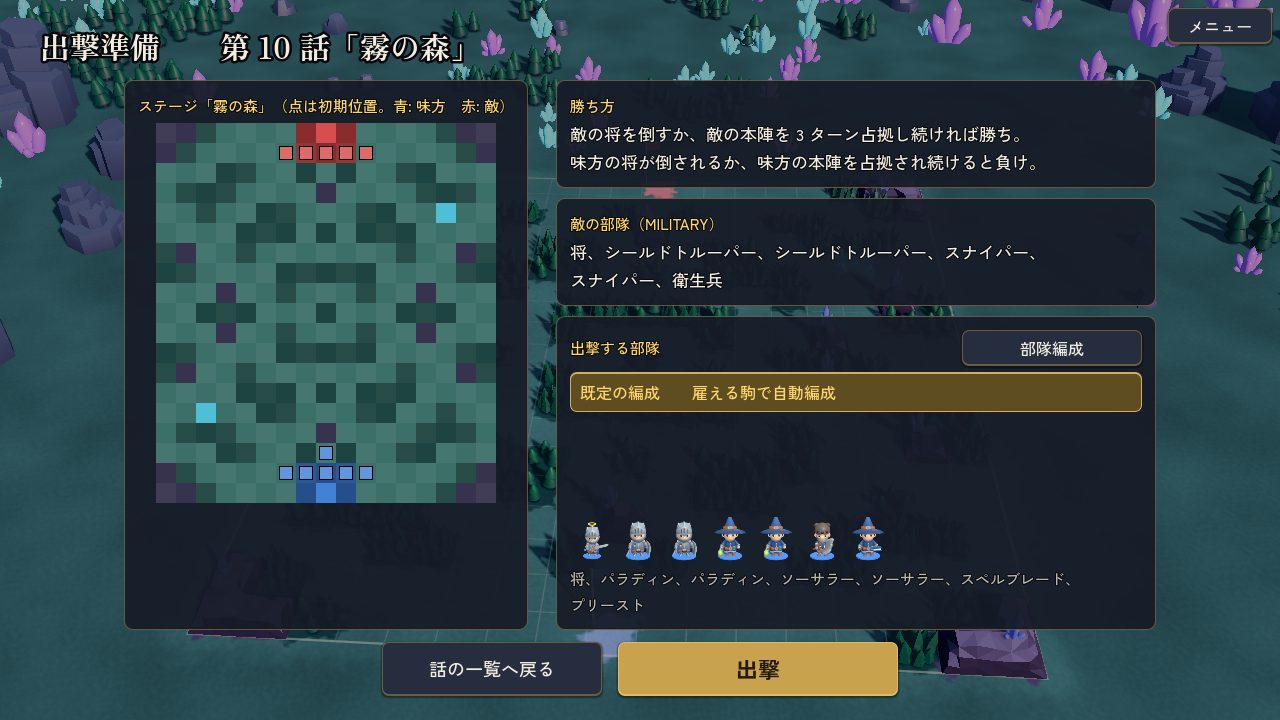 出撃準備　　第 10 話「霧の森」
メニュー
ステージ「霧の森」（点は初期位置。青: 味方　赤: 敵）
勝ち方
敵の将を倒すか、敵の本陣を 3 ターン占拠し続ければ勝ち。
味方の将が倒されるか、味方の本陣を占拠され続けると負け。
敵の部隊（MILITARY）
将、シールドトルーパー、シールドトルーパー、スナイパー、
スナイパー、衛生兵
出撃する部隊
部隊編成
既定の編成　　雇える駒で自動編成
将、パラディン、パラディン、ソーサラー、ソーサラー、スペルブレード、
プリースト
話の一覧へ戻る
出撃